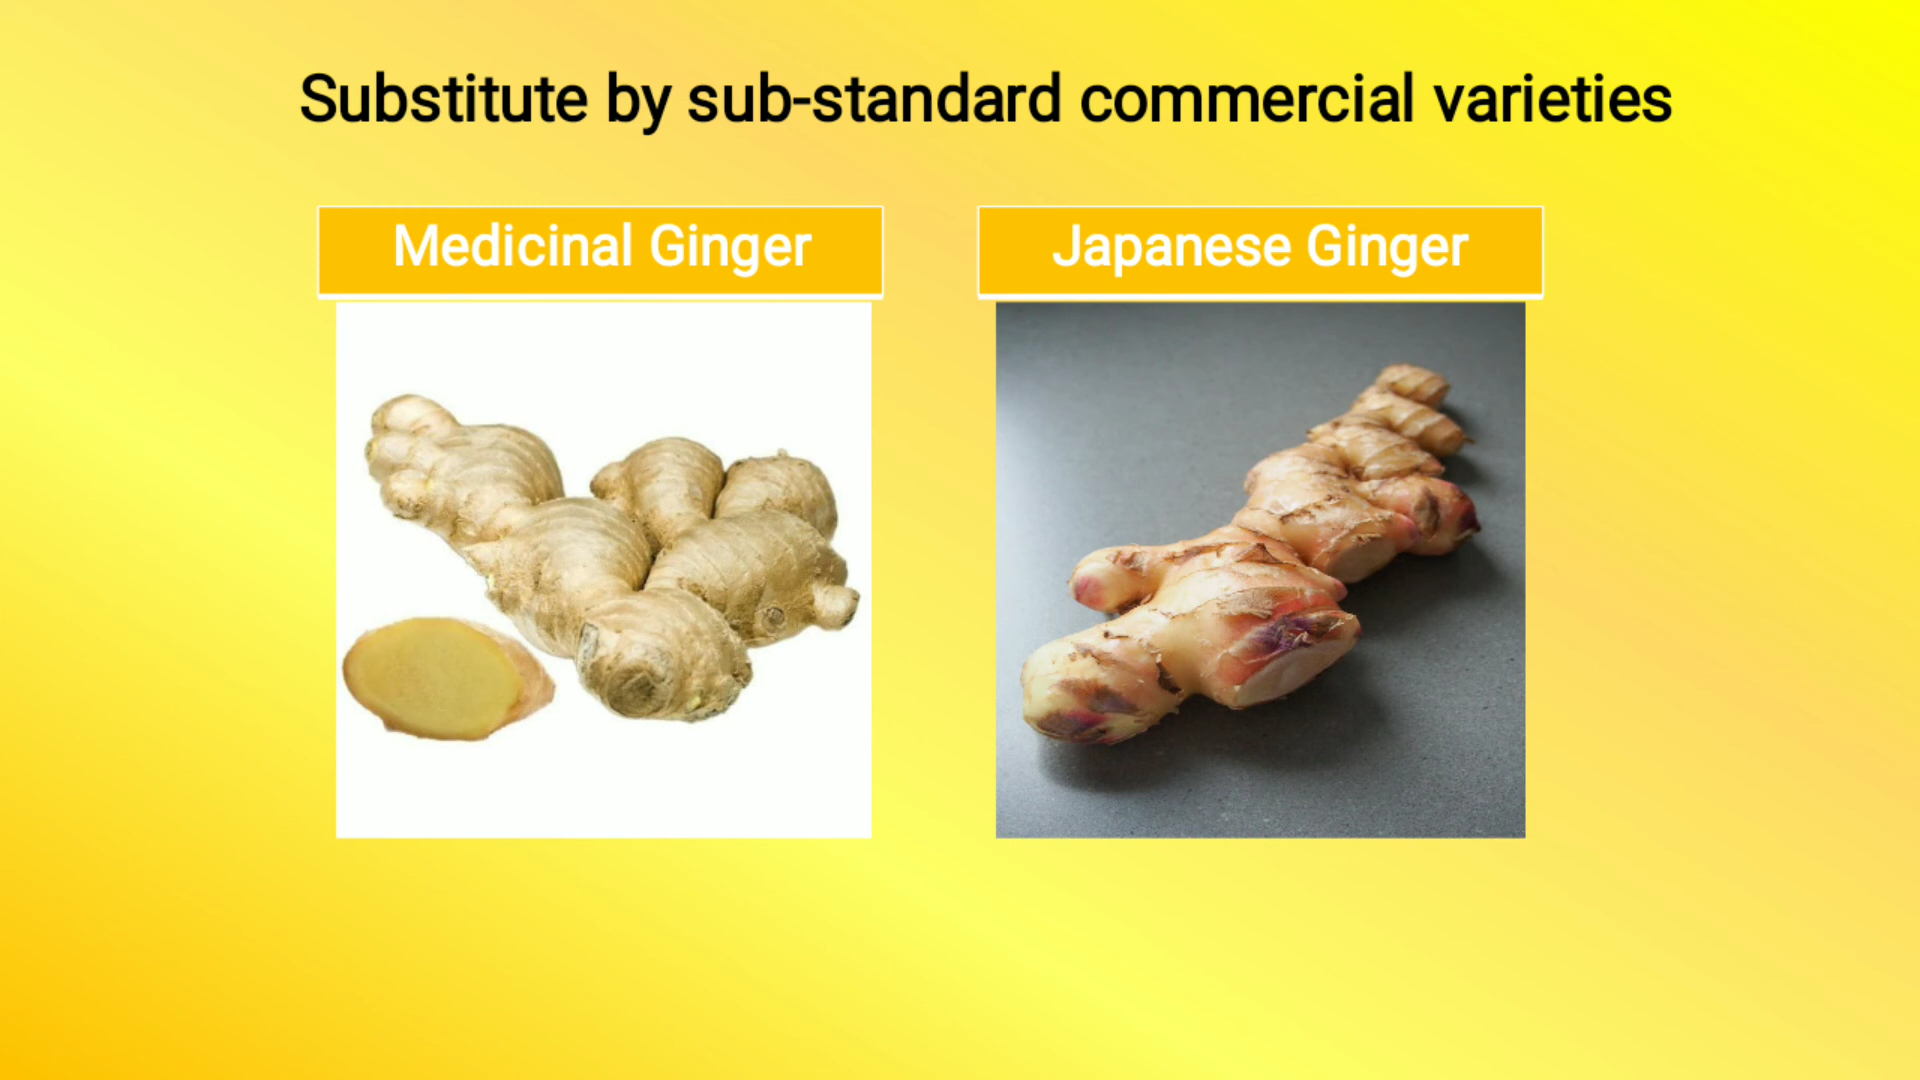 Substitute by sub-standard commercial varieties
Medicinal Ginger
Japanese Ginger